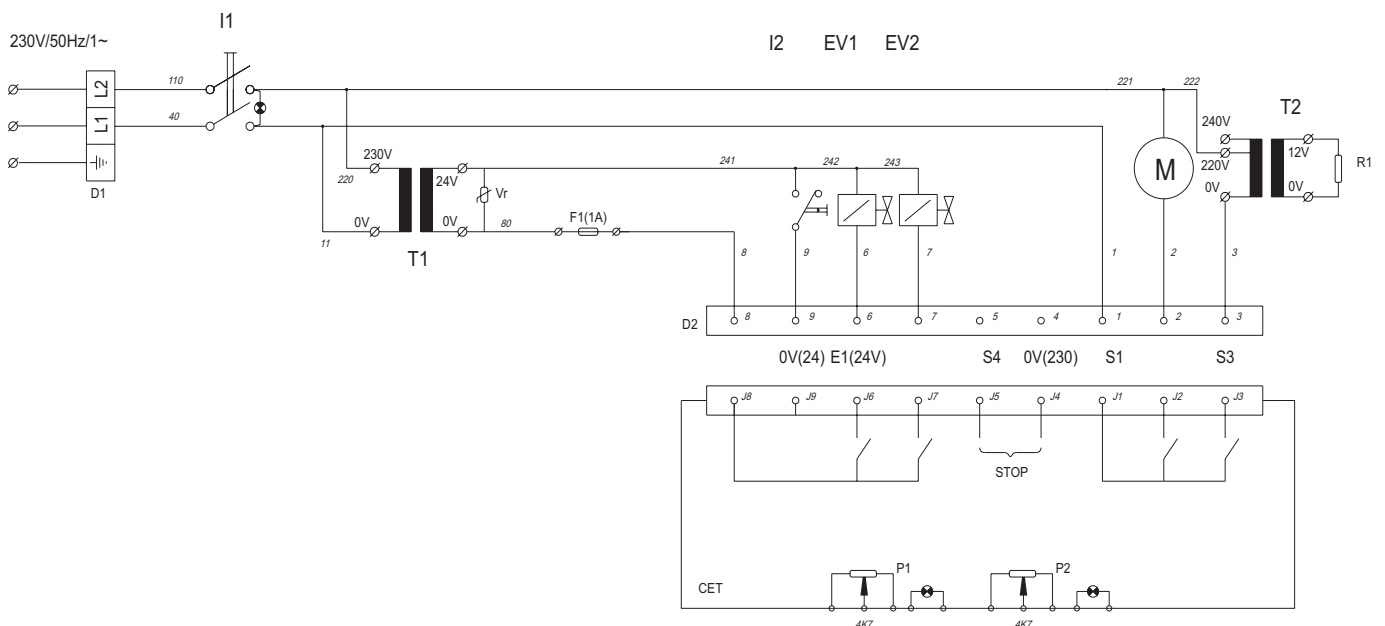 I1
230V/50Hz/1~
I2 EV1 EV2
L2 110 221 222
L1 40
D1
T2
240V
220V 12V
0V 0V
R1
M
230V 24V 241 242 243
220
Vr
0V 0V 80 F1(1A)
11
T1
8 9 6 7 1 2 3
D2 8 9 6 7 5 4 1 2 3
0V(24) E1(24V) S4 0V(230) S1 S3
J8 J9 J6 J7 J5 J4 J1 J2 J3
STOP
CET P1 P2
4K7 4K7